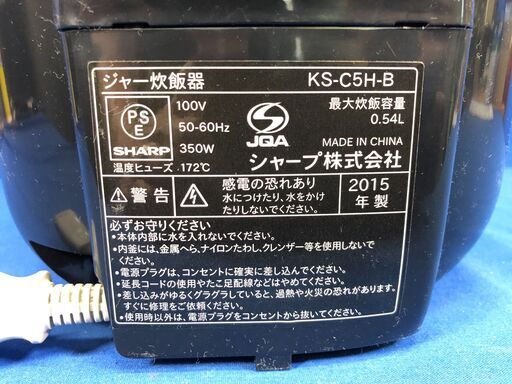 ジャー炊飯器 KS-C5H-B
PSE
SHARP
100V
50-60Hz
350W
温度ヒューズ 172℃
JQA
最大炊飯容量
0.54L
MADE IN CHINA
シャープ株式会社
警告
感電の恐れあり
水につけたり、水をかけ
たりしないでください。
2015
年製
必ずお守りください
•本体内部に水を入れないでください。
•内釜には、金属へら、ナイロンたわし、クレンザー等を使用しない
でください。
•電源プラグは、コンセントに確実に差し込んでください。
•延長コードの使用やたこ足配線などはやめてください。
•差し込みがゆるくグラグラしていると、過熱や火災の恐れがあります
すぐに修理をご依頼ください。
•使用時以外は、電源プラグをコンセントから抜いてください。